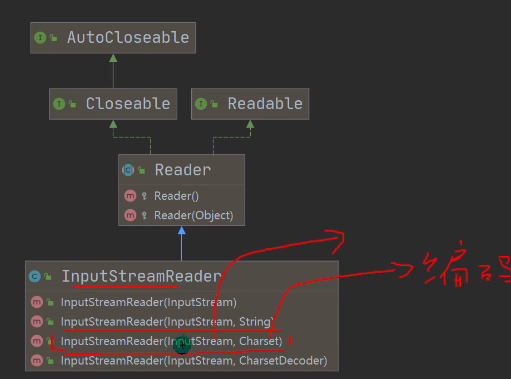 AutoCloseable
Closeable
Readable
Reader
Reader()
Reader(Object)
InputStreamReader
InputStreamReader(InputStream)
InputStreamReader(InputStream, String)
InputStreamReader(InputStream, Charset)
InputStreamReader(InputStream, CharsetDecoder)
编码